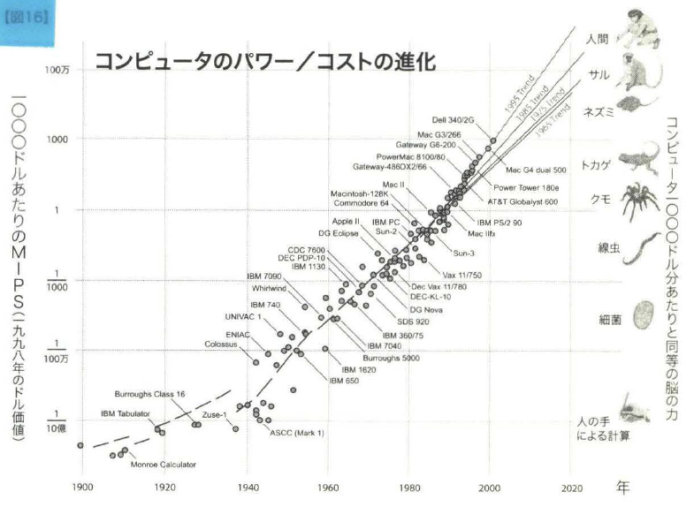 【図16】
コンピュータのパワー／コストの進化
一〇〇〇ドルあたりのMIPS（一九九八年のドル価値）
100万
1000
1
1
1000
1
100万
1
10億
1900
1920
1940
1960
1980
2000
2020
年
人間
サル
ネズミ
トカゲ
クモ
線虫
細菌
人の手
による計算
コンピュータ一〇〇〇ドル分あたりと同等の脳の力
1995 Trend
1985 Trend
1975 Trend
1965 Trend
Dell 340/2G
Mac G3/266
Gateway G6-200
PowerMac 8100/80
Gateway-486DX2/66
Mac II
Macintosh-128K
Commodore 64
IBM PC
Apple II
Sun-2
DG Eclipse
CDC 7600
DEC PDP-10
IBM 1130
IBM 7090
Whirlwind
IBM 740
UNIVAC 1
ENIAC
Colossus
Burroughs Class 16
IBM Tabulator
Zuse-1
Monroe Calculator
ASCC (Mark 1)
Mac G4 dual 500
Power Tower 180e
AT&T Globalyst 600
IBM PS/2 90
Mac IIfx
Sun-3
Vax 11/750
Dec Vax 11/780
DEC-KL-10
DG Nova
SDS 920
IBM 360/75
IBM 7040
Burroughs 5000
IBM 1620
IBM 650